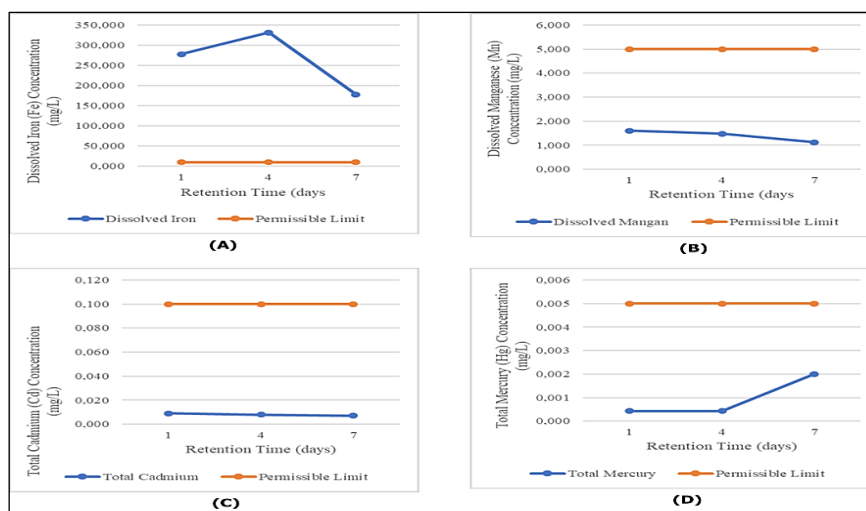 Dissolved Iron (Fe) Concentration
(mg/L)
350,000
300,000
250,000
200,000
150,000
100,000
50,000
0,000
1 4 7
Retention Time (days
Dissolved Iron Permissible Limit
(A)
Dissolved Manganese (Mn)
Concentration (mg/L)
6,000
5,000
4,000
3,000
2,000
1,000
0,000
1 4 7
Retention Time (days
Dissolved Mangan Permissible Limit
(B)
Total Cadmium (Cd) Concentration
(mg/L)
0,120
0,100
0,080
0,060
0,040
0,020
0,000
1 4 7
Retention Time (days)
Total Cadmium Permissible Limit
(C)
Total Mercury (Hg) Concentration
(mg/L)
0,006
0,005
0,004
0,003
0,002
0,001
0,000
1 4 7
Retention Time (days)
Total Mercury Permissible Limit
(D)